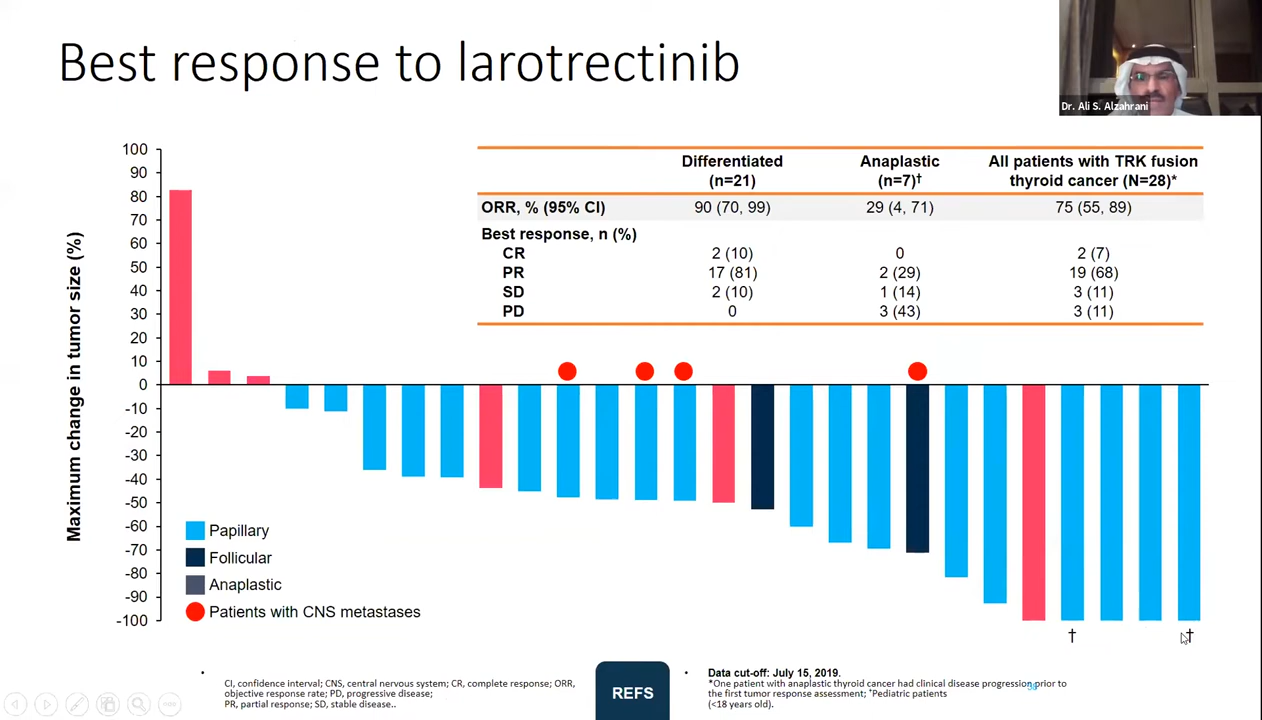 Best response to larotrectinib
Dr. Ali S. Alzahrani
Differentiated (n=21)
Anaplastic (n=7)†
All patients with TRK fusion thyroid cancer (N=28)*
ORR, % (95% CI) 90 (70, 99) 29 (4, 71) 75 (55, 89)
Best response, n (%)
CR 2 (10) 0 2 (7)
PR 17 (81) 2 (29) 19 (68)
SD 2 (10) 1 (14) 3 (11)
PD 0 3 (43) 3 (11)
Maximum change in tumor size (%)
100
90
80
70
60
50
40
30
20
10
0
-10
-20
-30
-40
-50
-60
-70
-80
-90
-100
Papillary
Follicular
Anaplastic
Patients with CNS metastases
† †
• CI, confidence interval; CNS, central nervous system; CR, complete response; ORR,
objective response rate; PD, progressive disease;
PR, partial response; SD, stable disease..
REFS
• Data cut-off: July 15, 2019.
*One patient with anaplastic thyroid cancer had clinical disease progression prior to
the first tumor response assessment; †Pediatric patients
(<18 years old).